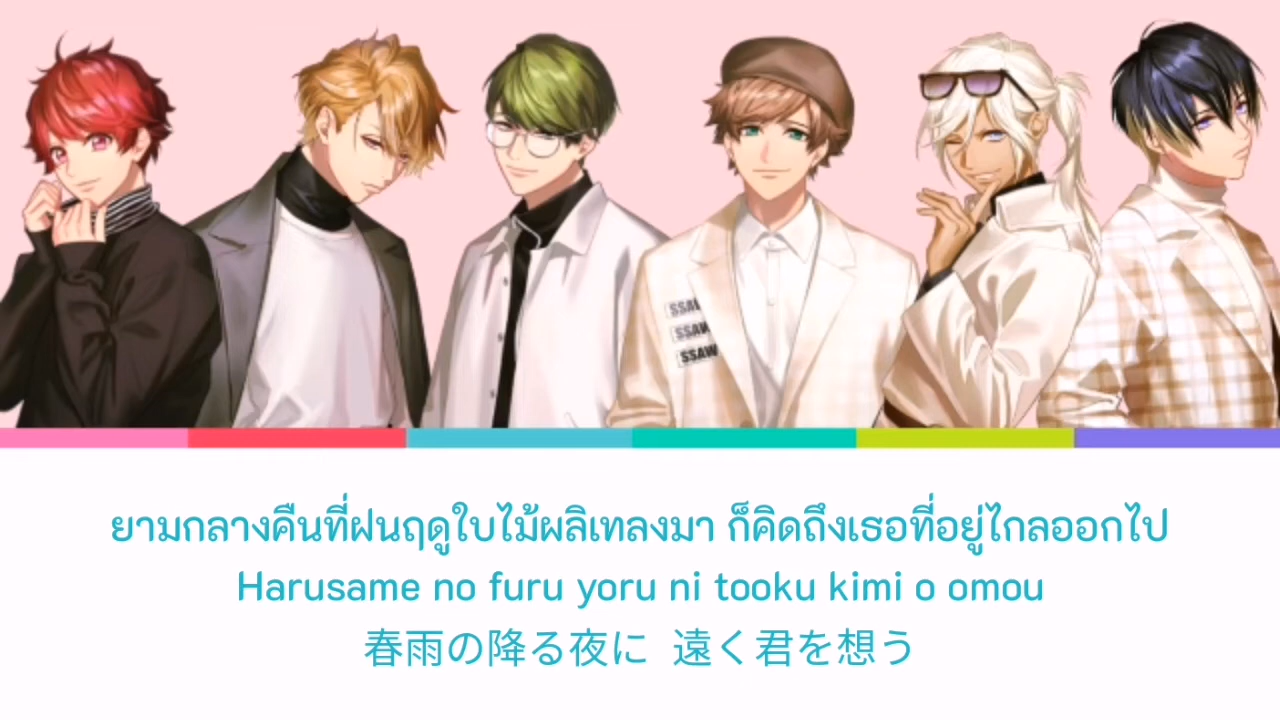 SSAW
SSAW
SSAW
ยามกลางคืนที่ฝนฤดูใบไม้ผลิเทลงมา ก็คิดถึงเธอที่อยู่ไกลออกไป
Harusame no furu yoru ni tooku kimi o omou
春雨の降る夜に 遠く君を想う